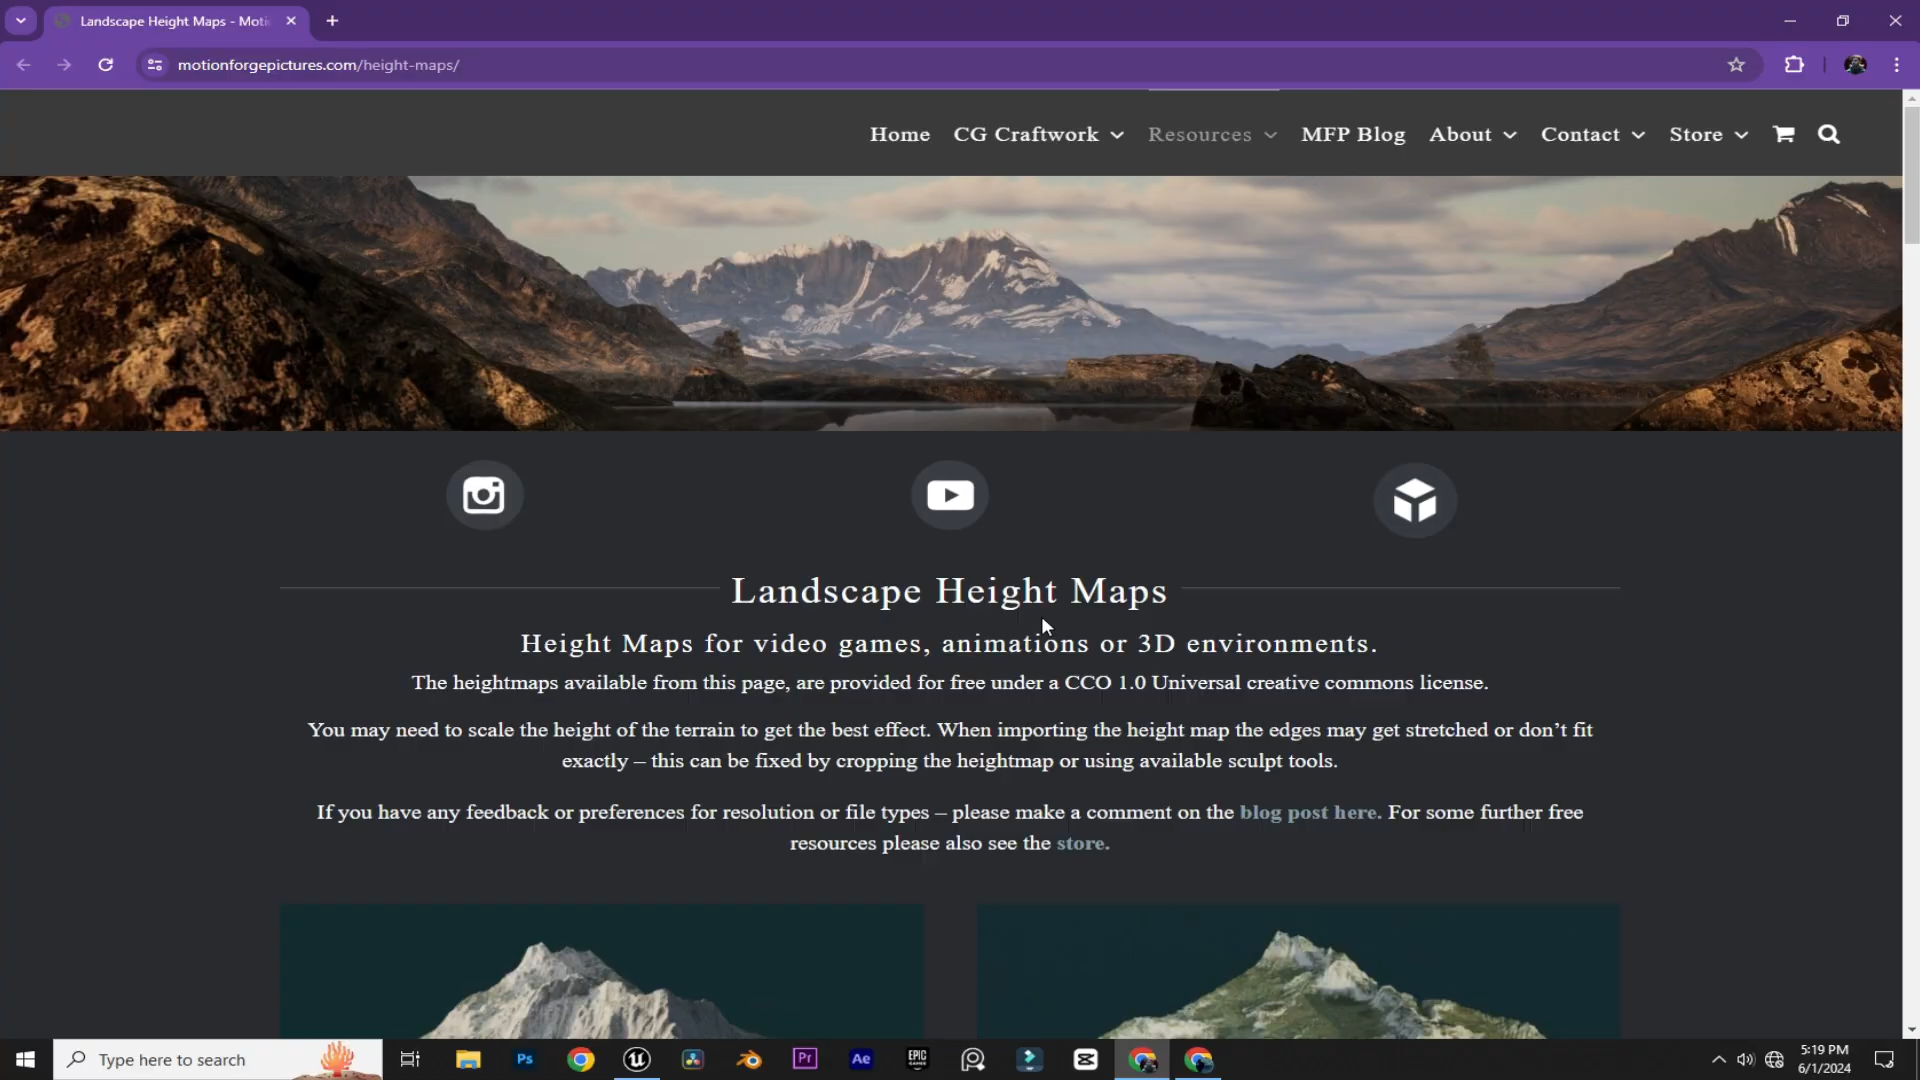 Landscape Height Maps - Moti
motionforgepictures.com/height-maps/
Home CG Craftwork Resources MFP Blog About Contact Store
Landscape Height Maps
Height Maps for video games, animations or 3D environments.
The heightmaps available from this page, are provided for free under a CCO 1.0 Universal creative commons license.
You may need to scale the height of the terrain to get the best effect. When importing the height map the edges may get stretched or don’t fit
exactly – this can be fixed by cropping the heightmap or using available sculpt tools.
If you have any feedback or preferences for resolution or file types – please make a comment on the blog post here. For some further free
resources please also see the store.
Type here to search
Ps
Pr
Ae
EPIC
GAMES
5:19 PM
6/1/2024